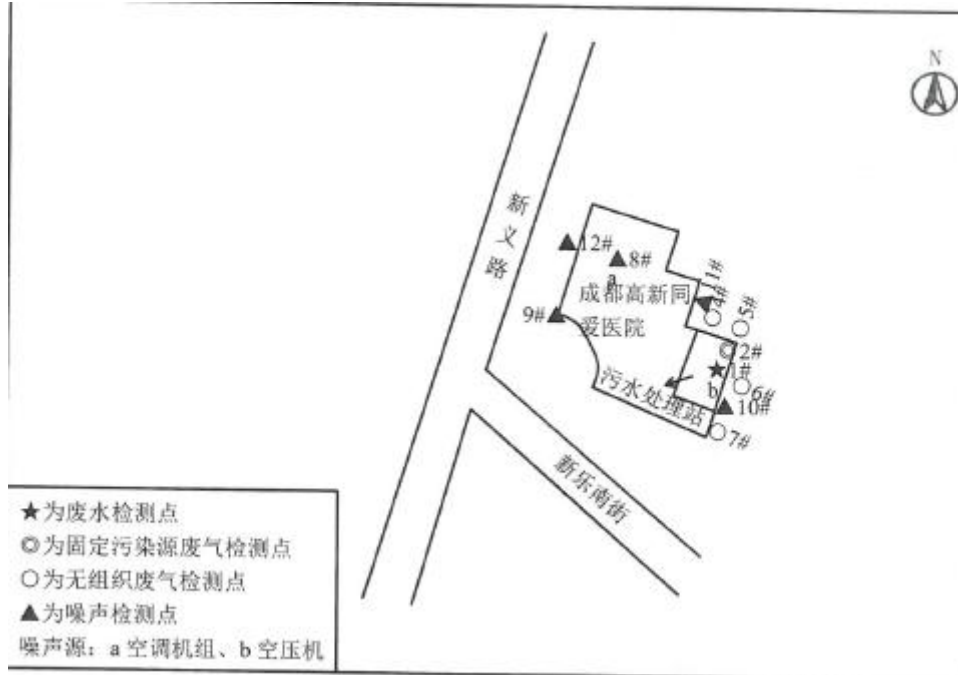 N
新义路
12#
8#
a
11#
4#
5#
成都高新同
爱医院
9#
2#
1#
b
6#
10#
污水处理站
7#
新乐南街
★为废水检测点
◎为固定污染源废气检测点
○为无组织废气检测点
▲为噪声检测点
噪声源：a 空调机组、b 空压机